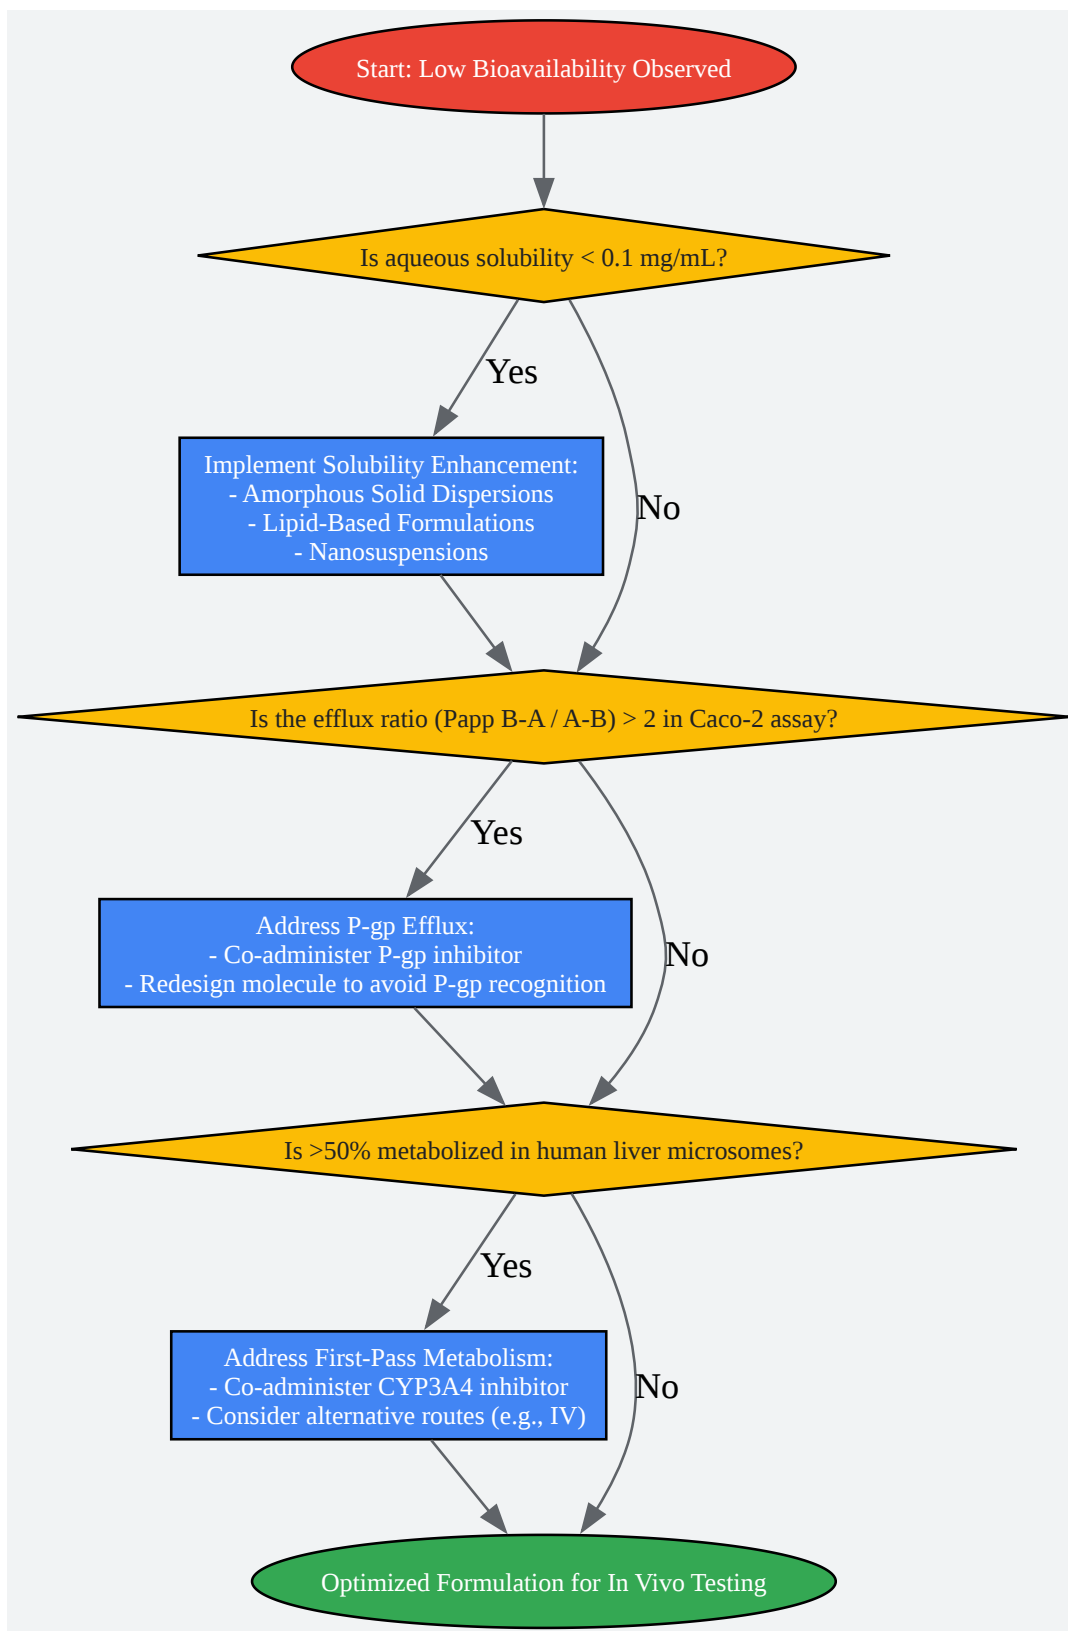 Start: Low Bioavailability Observed
Is aqueous solubility < 0.1 mg/mL?
Yes
Implement Solubility Enhancement:
- Amorphous Solid Dispersions
- Lipid-Based Formulations
- Nanosuspensions
No
Is the efflux ratio (Papp B-A / A-B) > 2 in Caco-2 assay?
Yes
Address P-gp Efflux:
- Co-administer P-gp inhibitor
- Redesign molecule to avoid P-gp recognition
No
Is >50% metabolized in human liver microsomes?
Yes
Address First-Pass Metabolism:
- Co-administer CYP3A4 inhibitor
- Consider alternative routes (e.g., IV)
No
Optimized Formulation for In Vivo Testing